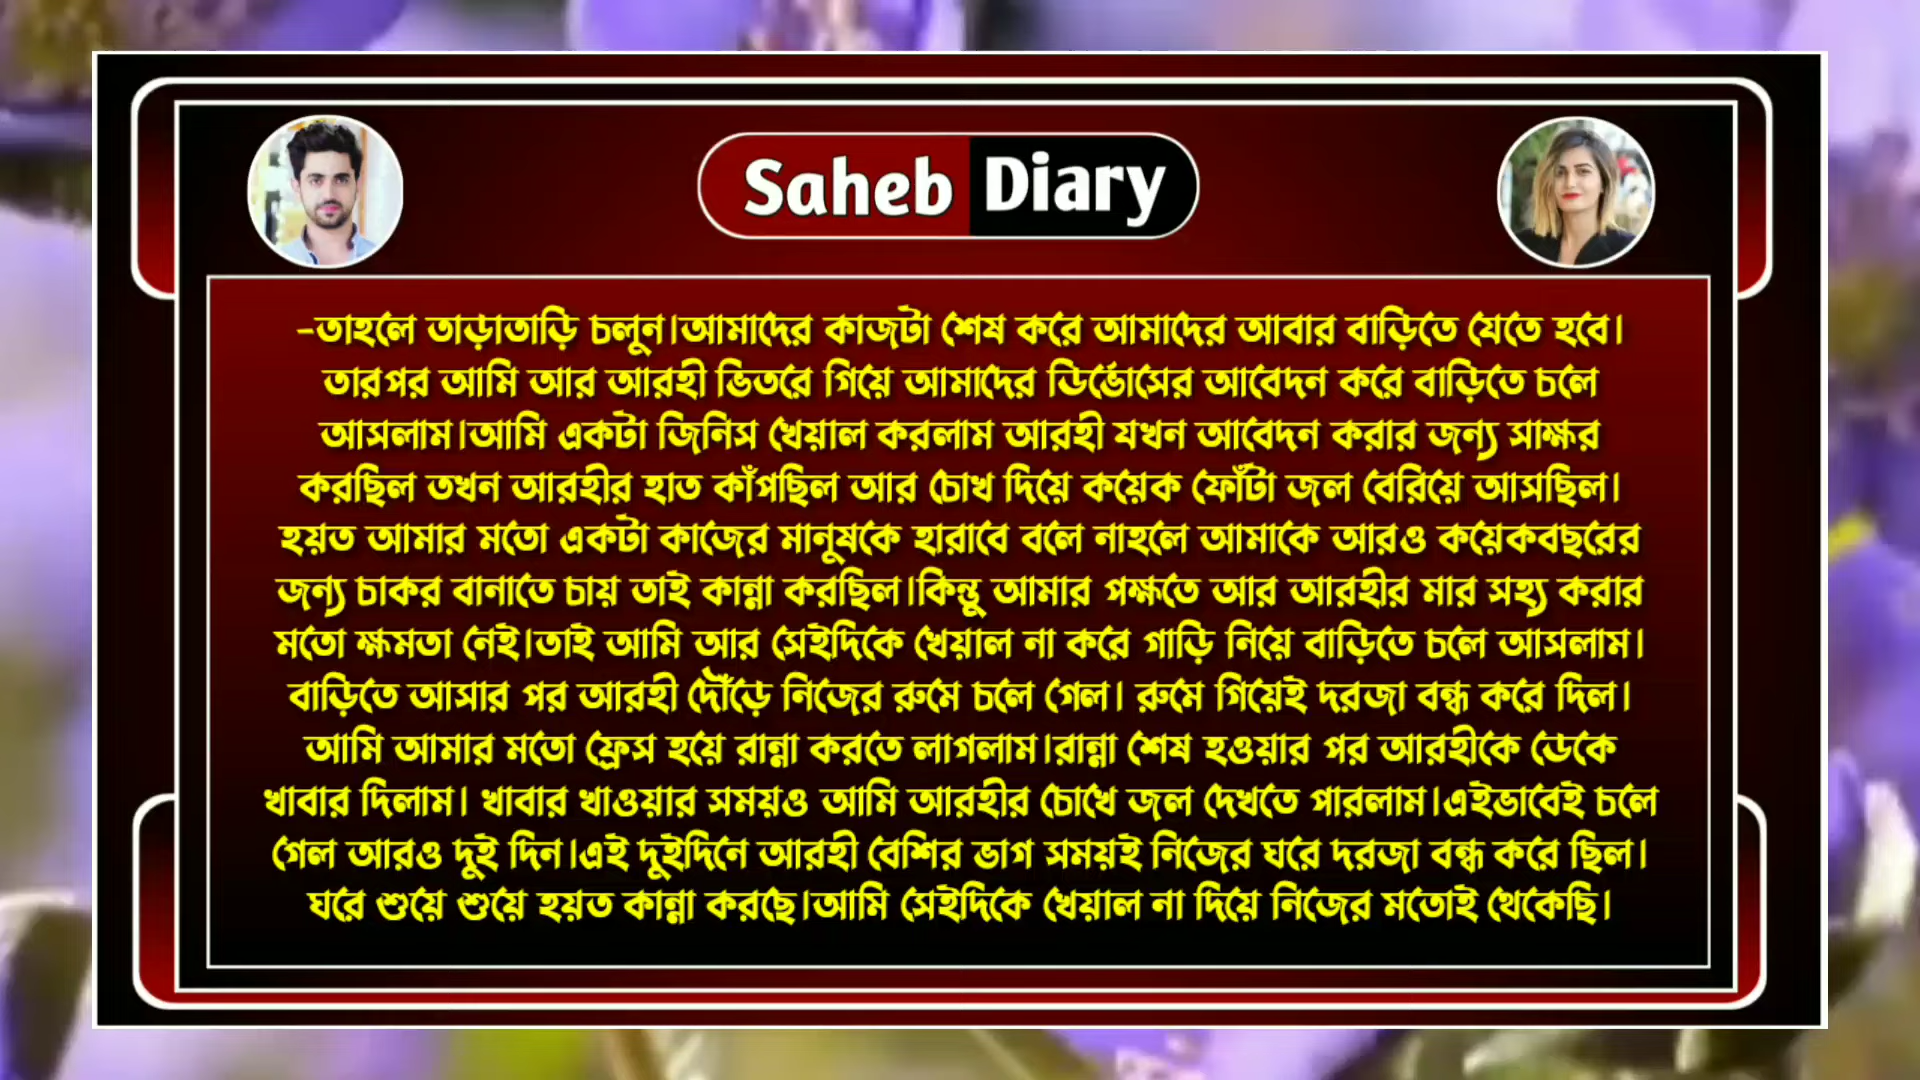 Saheb Diary
-তাহলে তাড়াতাড়ি চলুন।আমাদের কাজটা শেষ করে আমাদের আবার বাড়িতে যেতে হবে।
তারপর আমি আর আরহী ভিতরে গিয়ে আমাদের ডির্ভোসের আবেদন করে বাড়িতে চলে
আসলাম।আমি একটা জিনিস খেয়াল করলাম আরহী যখন আবেদন করার জন্য সাক্ষর
করছিল তখন আরহীর হাত কাঁপছিল আর চোখ দিয়ে কয়েক ফোঁটা জল বেরিয়ে আসছিল।
হয়ত আমার মতো একটা কাজের মানুষকে হারাবে বলে নাহলে আমাকে আরও কয়েকবছরের
জন্য চাকর বানাতে চায় তাই কান্না করছিল।কিন্তু আমার পক্ষতে আর আরহীর মার সহ্য করার
মতো ক্ষমতা নেই।তাই আমি আর সেইদিকে খেয়াল না করে গাড়ি নিয়ে বাড়িতে চলে আসলাম।
বাড়িতে আসার পর আরহী দৌঁড়ে নিজের রুমে চলে গেল। রুমে গিয়েই দরজা বন্ধ করে দিল।
আমি আমার মতো ফ্রেস হয়ে রান্না করতে লাগলাম।রান্না শেষ হওয়ার পর আরহীকে ডেকে
খাবার দিলাম। খাবার খাওয়ার সময়ও আমি আরহীর চোখে জল দেখতে পারলাম।এইভাবেই চলে
গেল আরও দুই দিন।এই দুইদিনে আরহী বেশির ভাগ সময়ই নিজের ঘরে দরজা বন্ধ করে ছিল।
ঘরে শুয়ে শুয়ে হয়ত কান্না করছে।আমি সেইদিকে খেয়াল না দিয়ে নিজের মতোই থেকেছি।